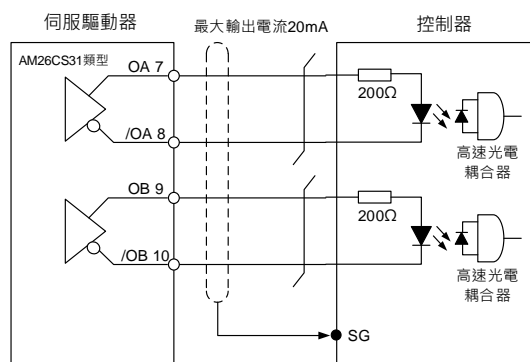 伺服驅動器
最大輸出電流20mA
控制器
AM26CS31類型
OA 7
200Ω
/OA 8
高速光電
耦合器
OB 9
200Ω
/OB 10
高速光電
耦合器
SG